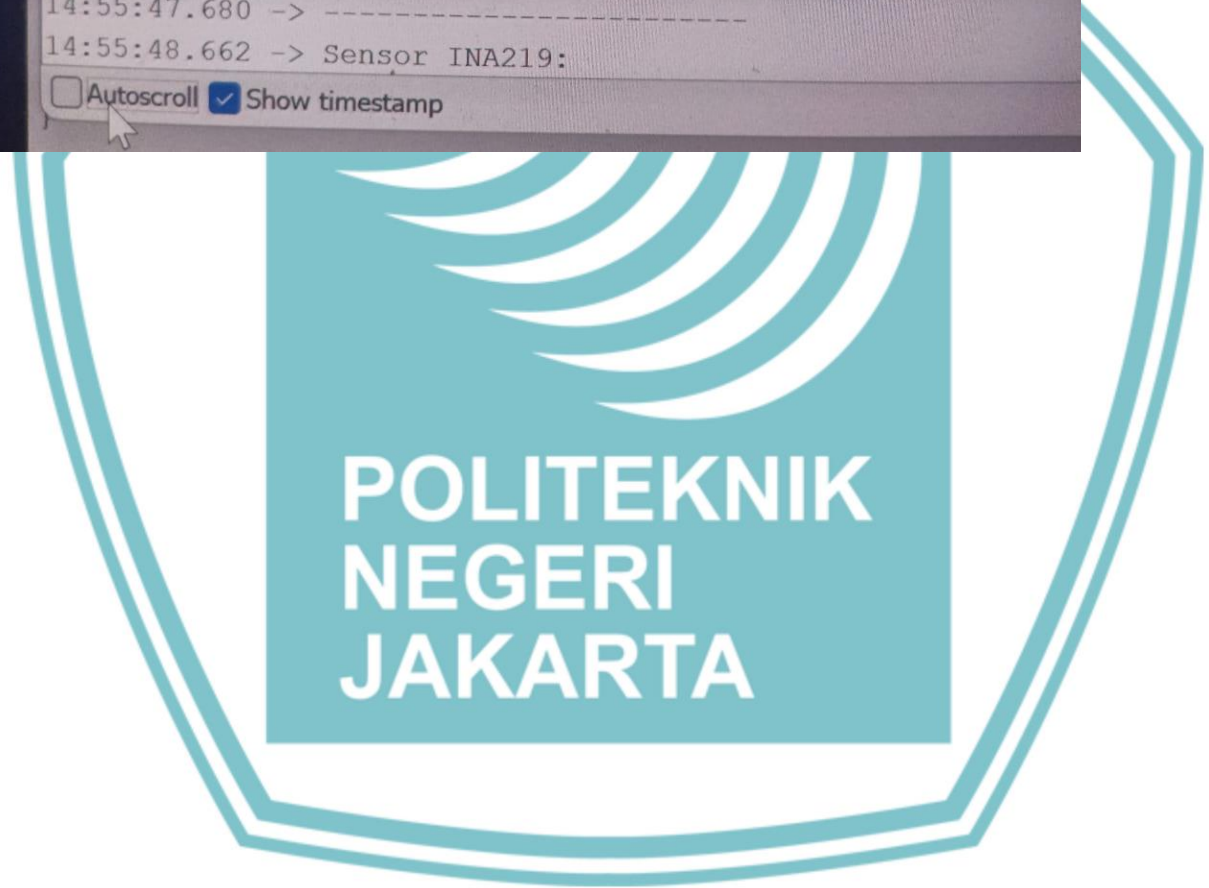 14:55:47.680 -> -------------------------
14:55:48.662 -> Sensor INA219:
Autoscroll Show timestamp
POLITEKNIK
NEGERI
JAKARTA